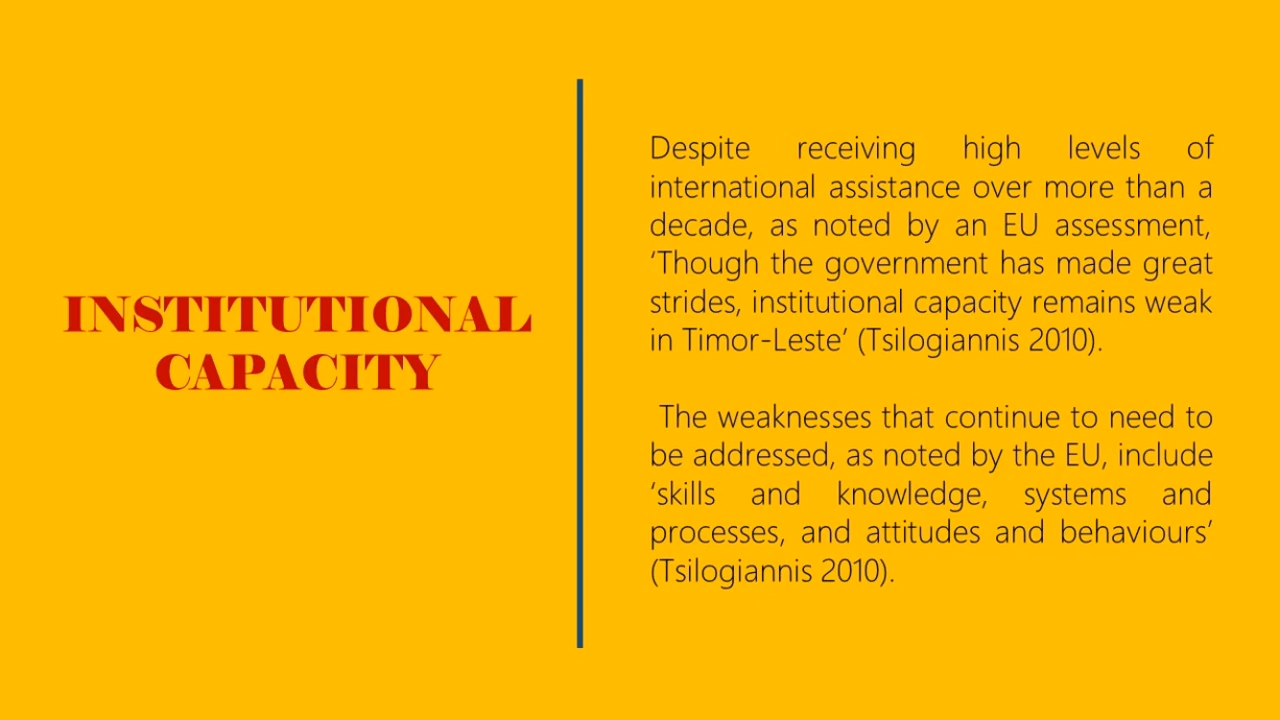 INSTITUTIONAL
CAPACITY
Despite receiving high levels of
international assistance over more than a
decade, as noted by an EU assessment,
‘Though the government has made great
strides, institutional capacity remains weak
in Timor-Leste’ (Tsilogiannis 2010).
The weaknesses that continue to need to
be addressed, as noted by the EU, include
‘skills and knowledge, systems and
processes, and attitudes and behaviours’
(Tsilogiannis 2010).